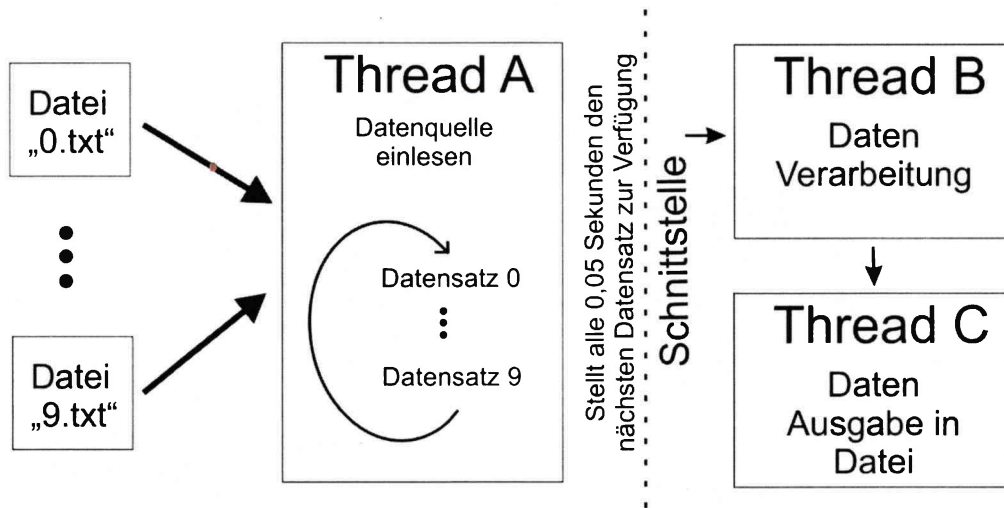 Datei
„0.txt“
Datei
„9.txt“
Thread A
Datenquelle
einlesen
Datensatz 0
Datensatz 9
Stellt alle 0,05 Sekunden den
nächsten Datensatz zur Verfügung
Schnittstelle
Thread B
Daten
Verarbeitung
Thread C
Daten
Ausgabe in
Datei